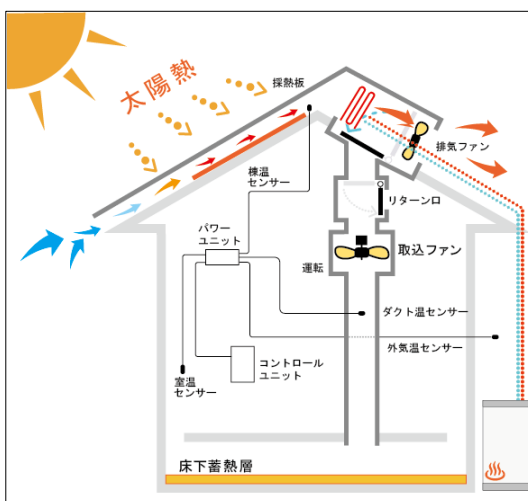 太陽熱
採熱板
排気ファン
棟温
センサー
リターン口
パワー
ユニット
取込ファン
運転
ダクト温センサー
外気温センサー
コントロール
ユニット
室温
センサー
床下蓄熱層